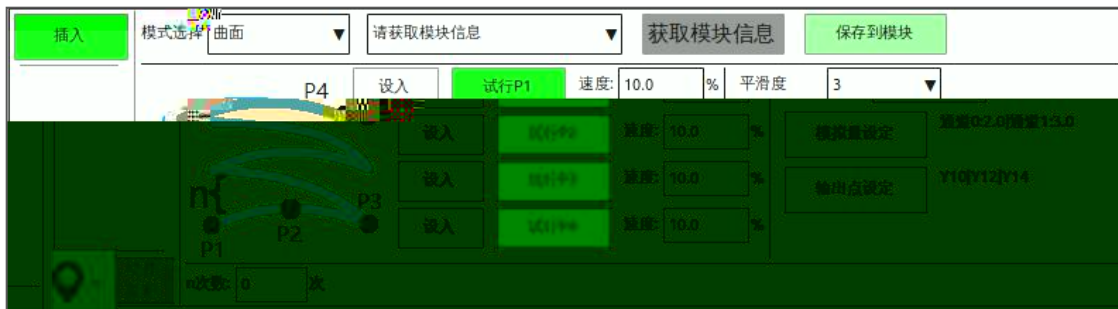 插入 模式选择 曲面 请获取模块信息 获取模块信息 保存到模块
P4 设入 试行P1 速度: 10.0 % 平滑度 3
设入 速度: 10.0 % 模拟量设定
n{ 设入 速度: 10.0 % 输出点设定 Y10|Y12|Y14
P1 P2 P3 设入 速度: 10.0 %
n次数: 0 次